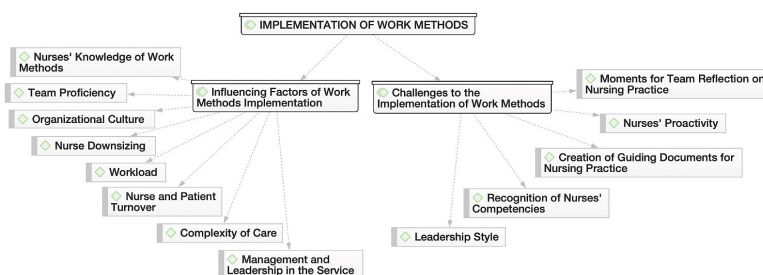 IMPLEMENTATION OF WORK METHODS
Nurses' Knowledge of Work
Methods
Team Proficiency
Organizational Culture
Nurse Downsizing
Workload
Nurse and Patient
Turnover
Complexity of Care
Management and
Leadership in the Service
Influencing Factors of Work
Methods Implementation
Challenges to the
Implementation of Work Methods
Moments for Team Reflection on
Nursing Practice
Nurses' Proactivity
Creation of Guiding Documents for
Nursing Practice
Recognition of Nurses'
Competencies
Leadership Style